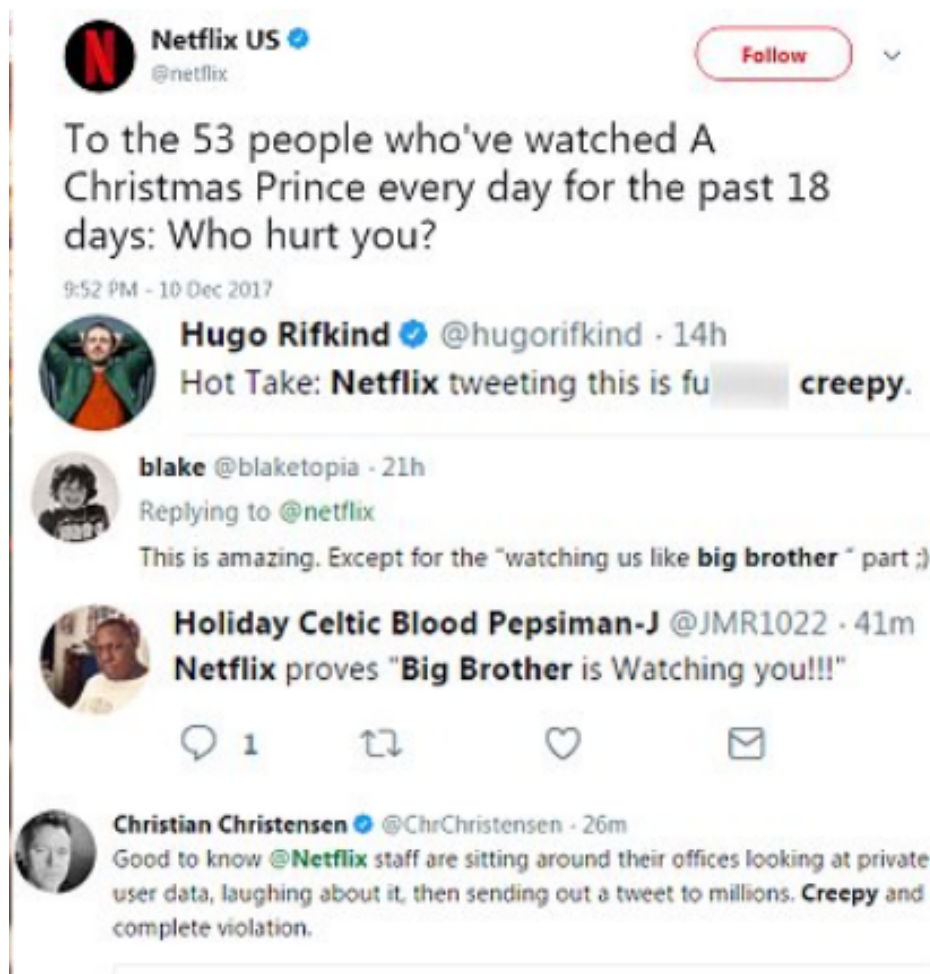 Netflix US
@netflix
Follow
To the 53 people who've watched A
Christmas Prince every day for the past 18
days: Who hurt you?
9:52 PM - 10 Dec 2017
Hugo Rifkind @hugorifkind · 14h
Hot Take: Netflix tweeting this is fu creepy.
blake @blaketopia · 21h
Replying to @netflix
This is amazing. Except for the "watching us like big brother " part ;)
Holiday Celtic Blood Pepsiman-J @JMR1022 · 41m
Netflix proves "Big Brother is Watching you!!!"
1
Christian Christensen @ChrChristensen · 26m
Good to know @Netflix staff are sitting around their offices looking at private
user data, laughing about it, then sending out a tweet to millions. Creepy and
complete violation.